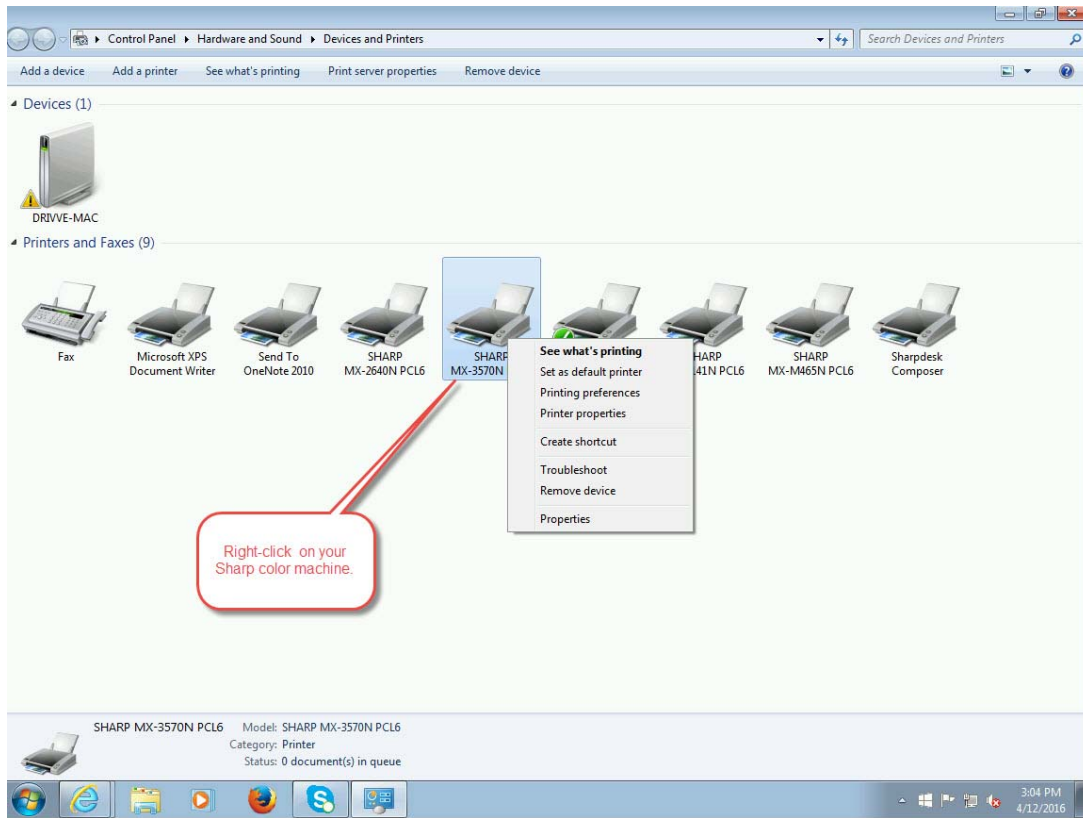 Control Panel ▸ Hardware and Sound ▸ Devices and Printers
Search Devices and Printers
Add a device Add a printer See what's printing Print server properties Remove device
Devices (1)
DRIVVE-MAC
Printers and Faxes (9)
Fax
Microsoft XPS
Document Writer
Send To
OneNote 2010
SHARP
MX-2640N PCL6
SHARP
MX-3570N
HARP
41N PCL6
SHARP
MX-M465N PCL6
Sharpdesk
Composer
See what's printing
Set as default printer
Printing preferences
Printer properties
Create shortcut
Troubleshoot
Remove device
Properties
Right-click on your
Sharp color machine.
SHARP MX-3570N PCL6 Model: SHARP MX-3570N PCL6
Category: Printer
Status: 0 document(s) in queue
3:04 PM
4/12/2016